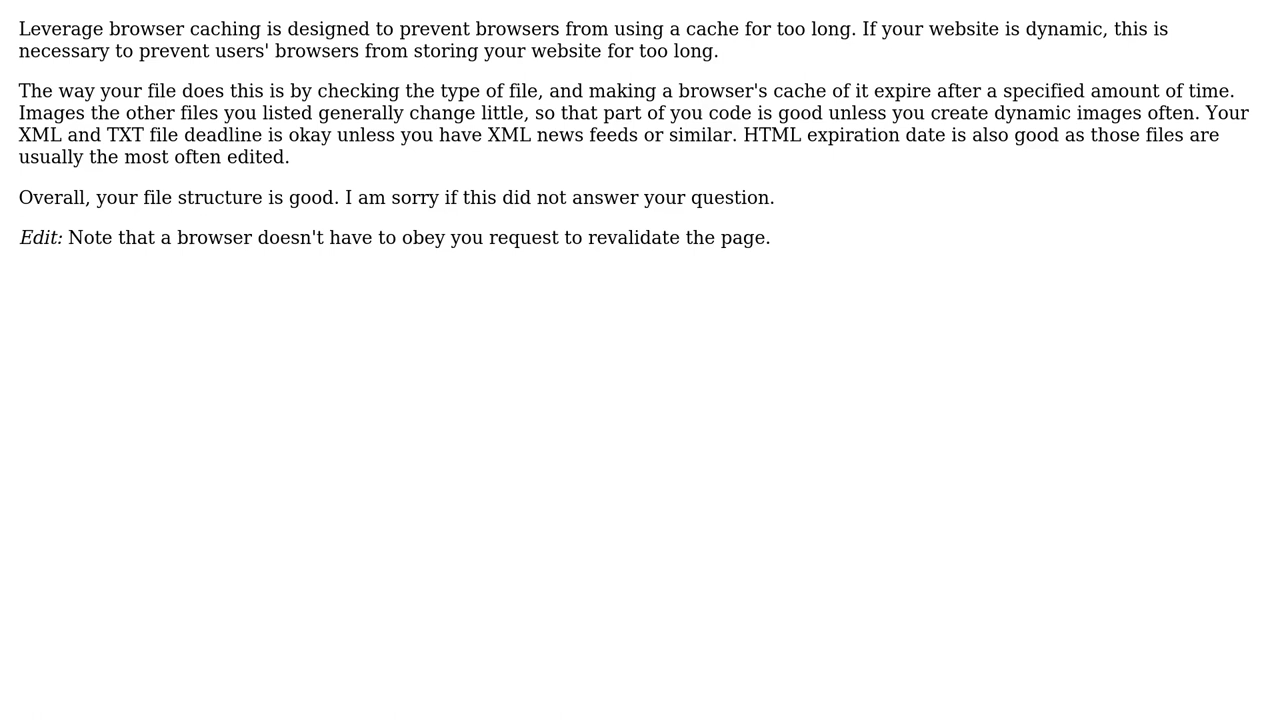 Leverage browser caching is designed to prevent browsers from using a cache for too long. If your website is dynamic, this is
necessary to prevent users' browsers from storing your website for too long.
The way your file does this is by checking the type of file, and making a browser's cache of it expire after a specified amount of time.
Images the other files you listed generally change little, so that part of you code is good unless you create dynamic images often. Your
XML and TXT file deadline is okay unless you have XML news feeds or similar. HTML expiration date is also good as those files are
usually the most often edited.
Overall, your file structure is good. I am sorry if this did not answer your question.
Edit: Note that a browser doesn't have to obey you request to revalidate the page.